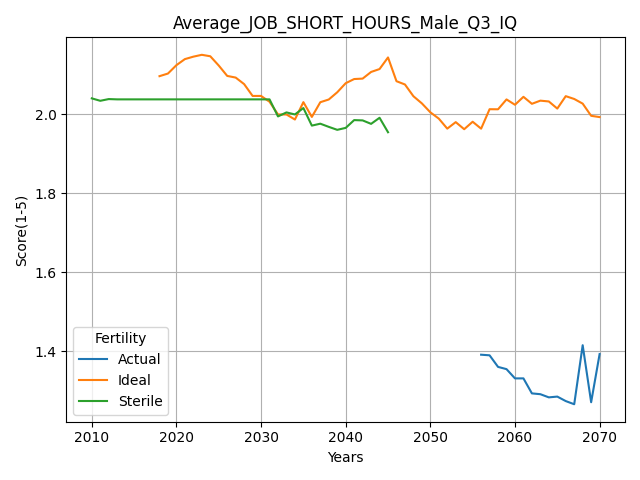 Average_JOB_SHORT_HOURS_Male_Q3_IQ
Score(1-5)
2.0
1.8
1.6
1.4
Fertility
Actual
Ideal
Sterile
2010 2020 2030 2040 2050 2060 2070
Years